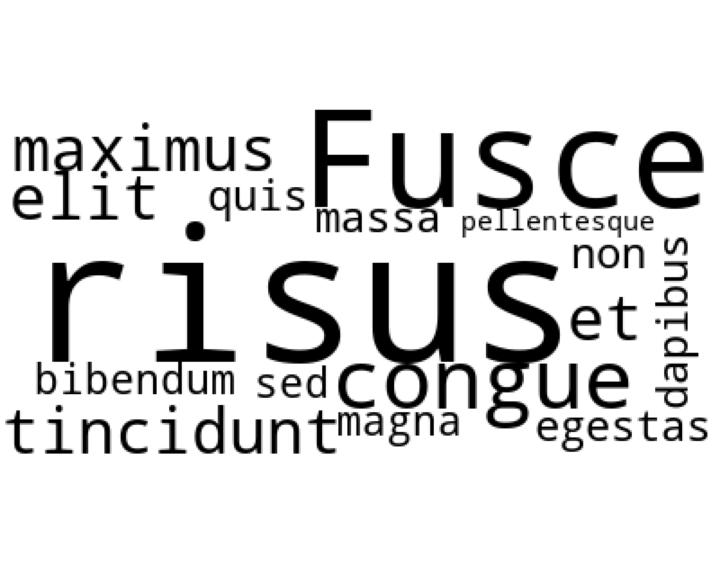 Fusce
maximus
elit
quis
massa
pellentesque
risus
non
dapibus
et
bibendum
sed
congue
tincidunt
magna
egestas